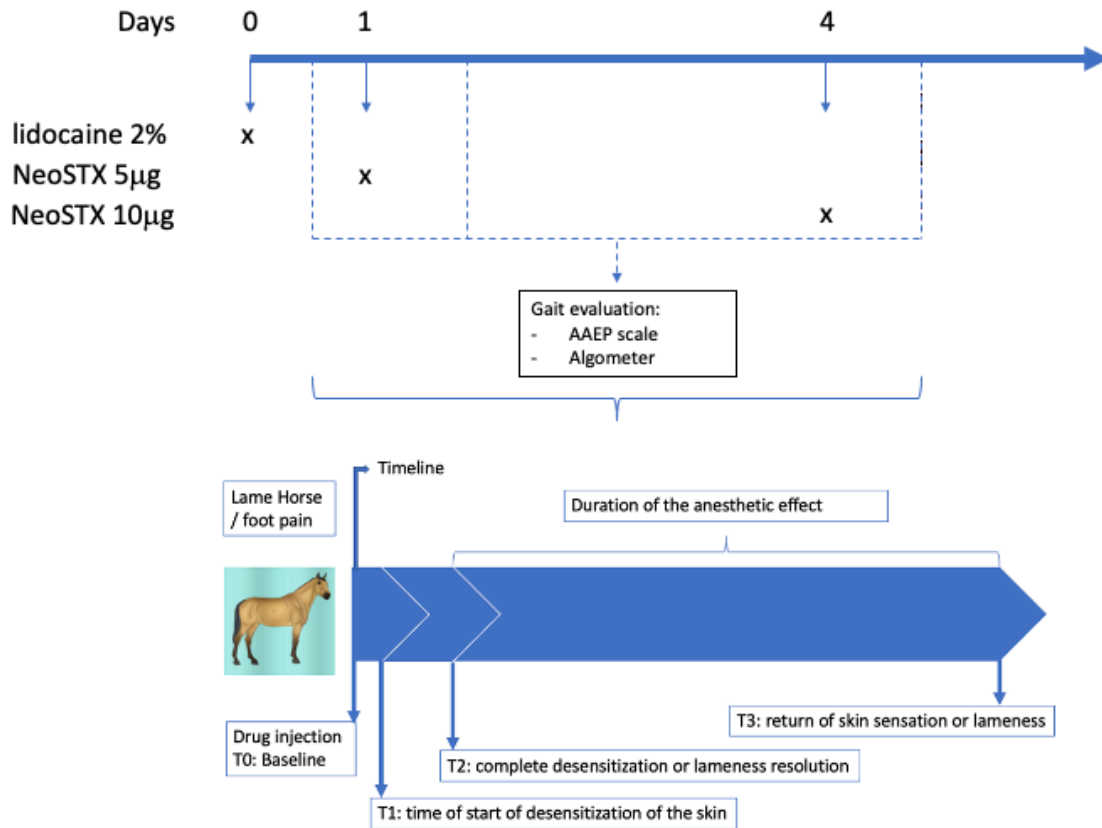 Days 0 1 4
lidocaine 2% x
NeoSTX 5μg x
NeoSTX 10μg x
Gait evaluation:
- AAEP scale
- Algometer
Timeline
Lame Horse
/ foot pain
Duration of the anesthetic effect
T3: return of skin sensation or lameness
Drug injection
T0: Baseline
T2: complete desensitization or lameness resolution
T1: time of start of desensitization of the skin